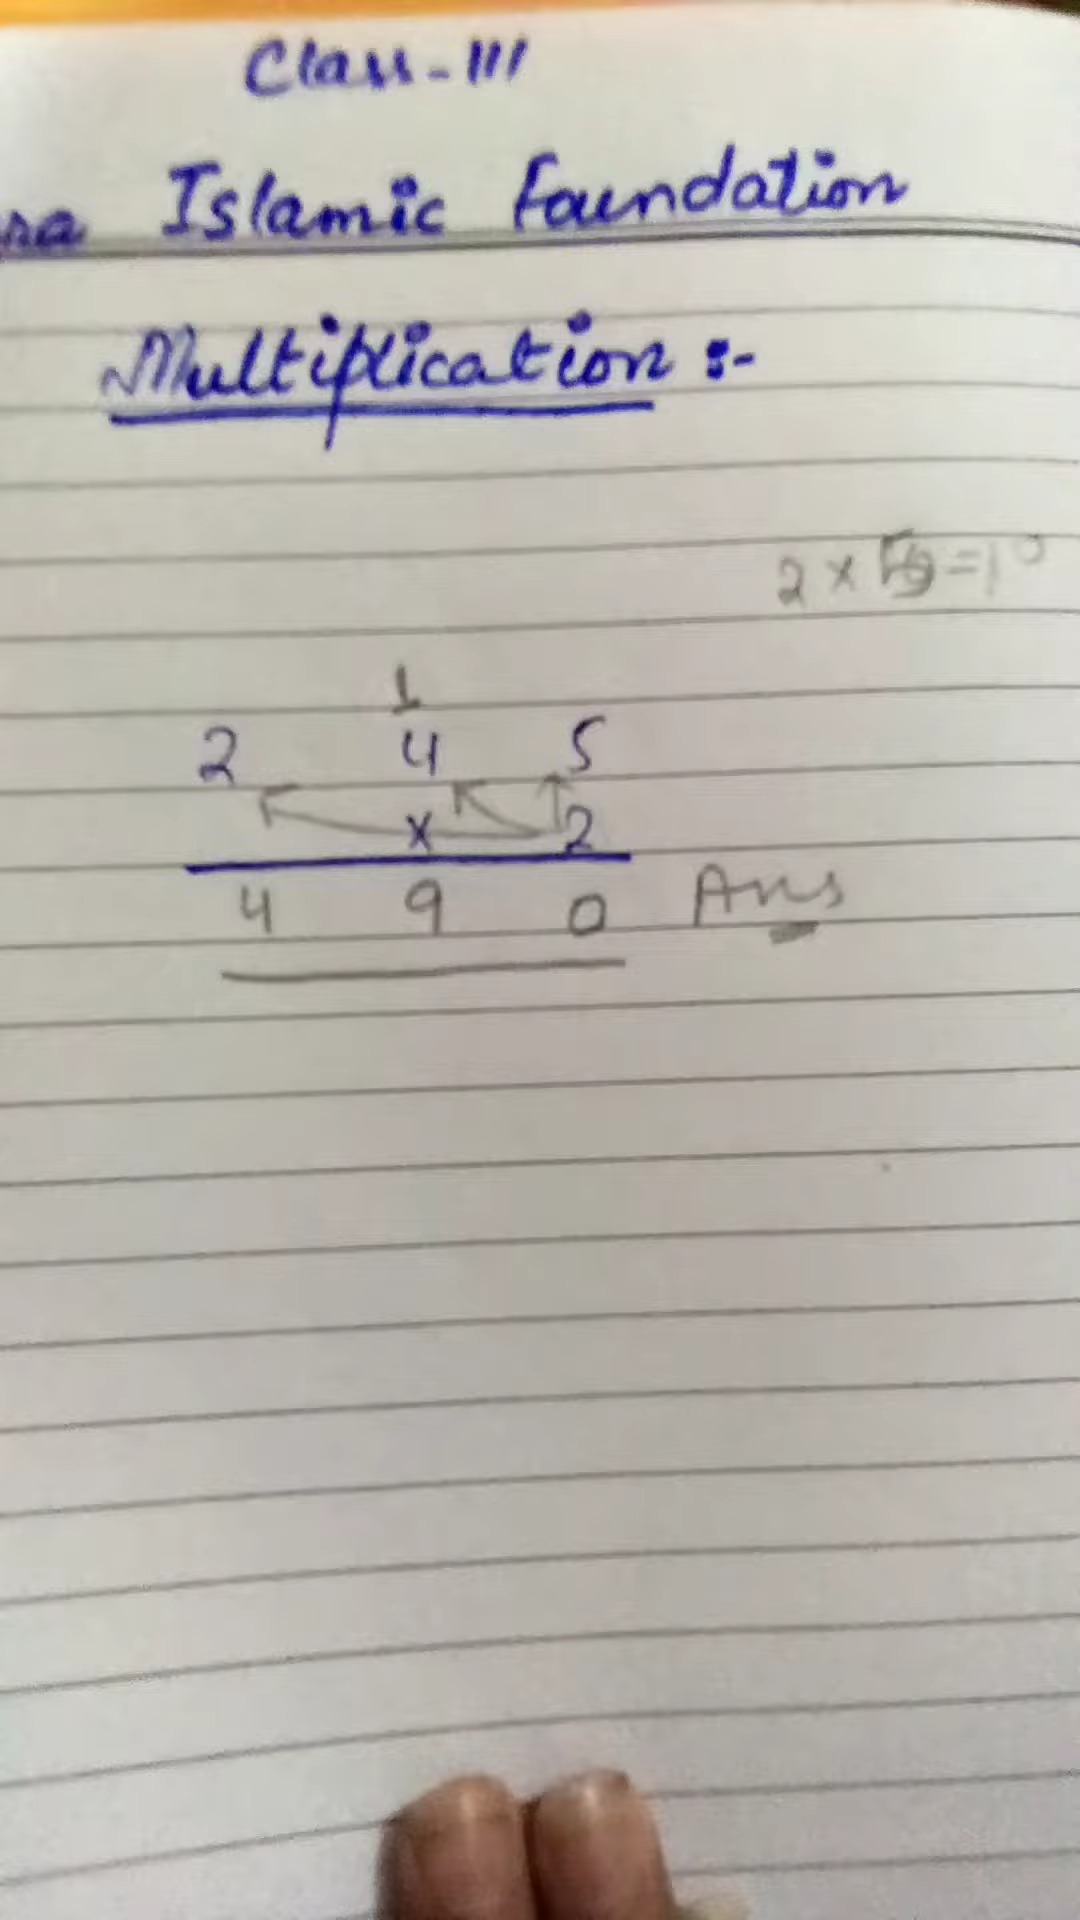 Class-III
Islamic Foundation
Multiplication :-
2 x 5 = 10
1
2 4 5
x 2
4 9 0 Ans